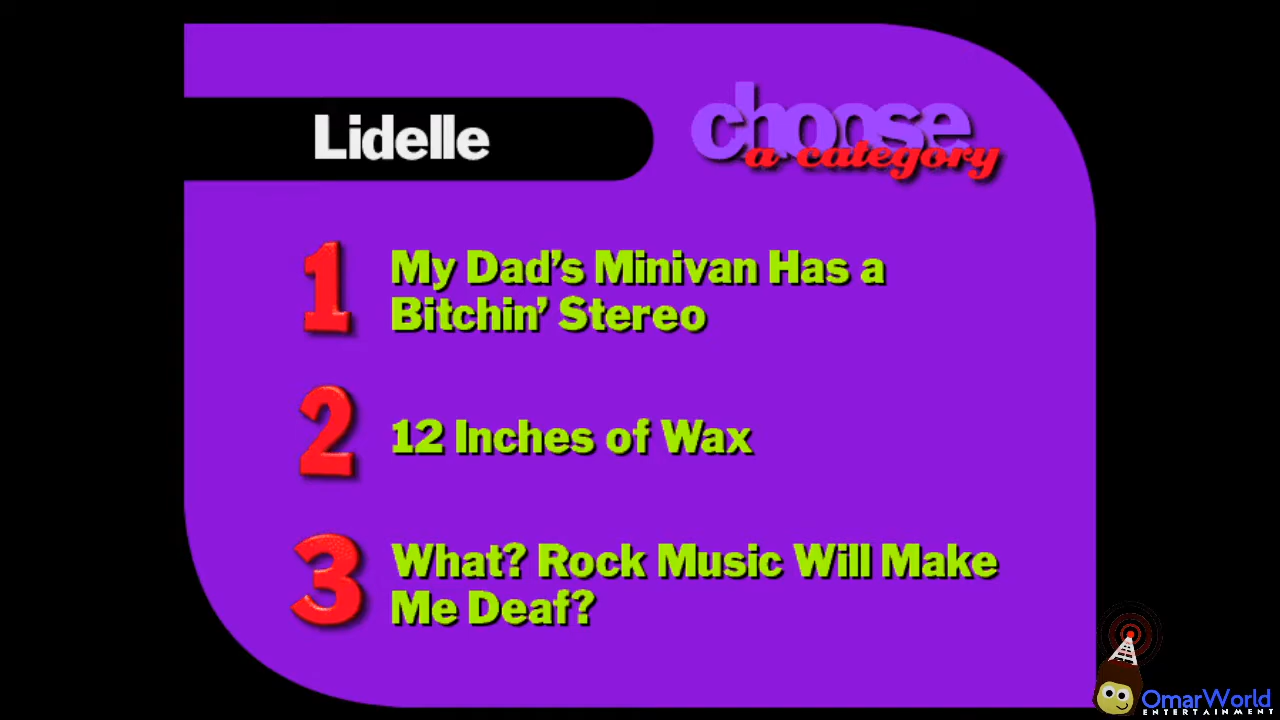 Lidelle
choose
a category
1 My Dad's Minivan Has a
Bitchin' Stereo
2 12 Inches of Wax
3 What? Rock Music Will Make
Me Deaf?
OmarWorld
ENTERTAINMENT